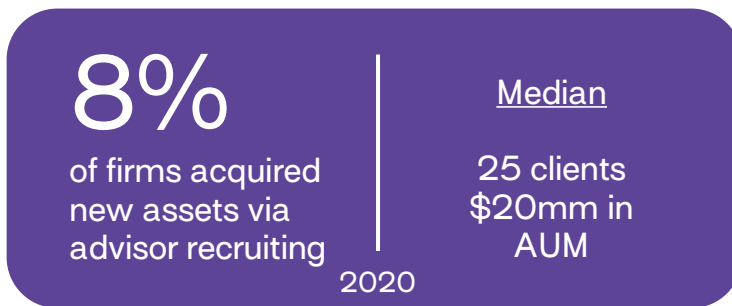 8%
of firms acquired
new assets via
advisor recruiting
Median
25 clients
$20mm in
AUM
2020